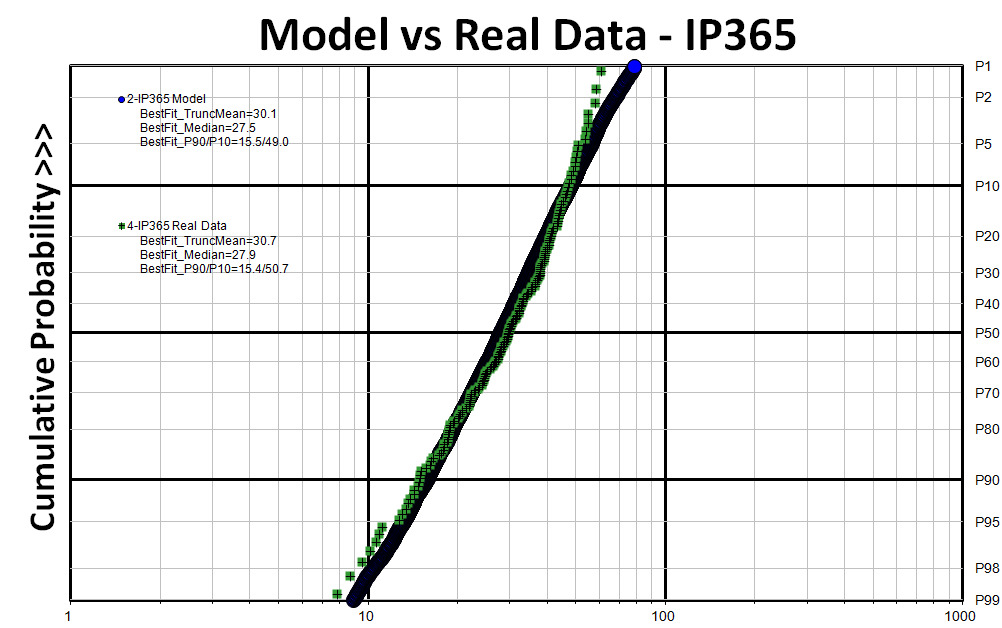 Model vs Real Data - IP365
Cumulative Probability >>>
2-IP365 Model
BestFit_TruncMean=30.1
BestFit_Median=27.5
BestFit_P90/P10=15.5/49.0
4-IP365 Real Data
BestFit_TruncMean=30.7
BestFit_Median=27.9
BestFit_P90/P10=15.4/50.7
P1
P2
P5
P10
P20
P30
P40
P50
P60
P70
P80
P90
P95
P98
P99
1 10 100 1000